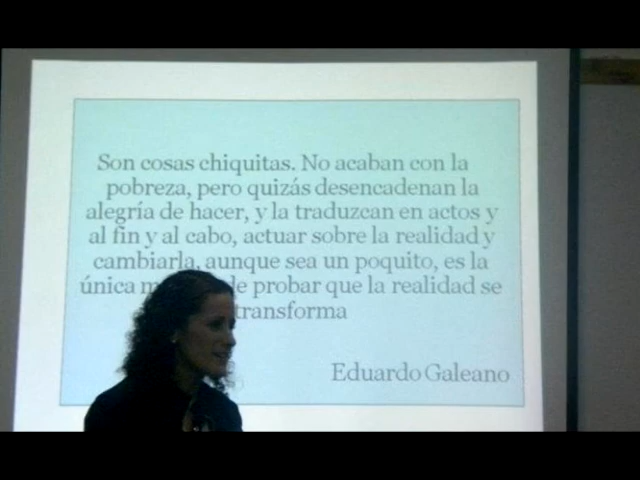 Son cosas chiquitas. No acaban con la
pobreza, pero quizás desencadenan la
alegría de hacer, y la traduzcan en actos y
al fin y al cabo, actuar sobre la realidad y
cambiarla, aunque sea un poquito, es la
única de probar que la realidad se
transforma
Eduardo Galeano